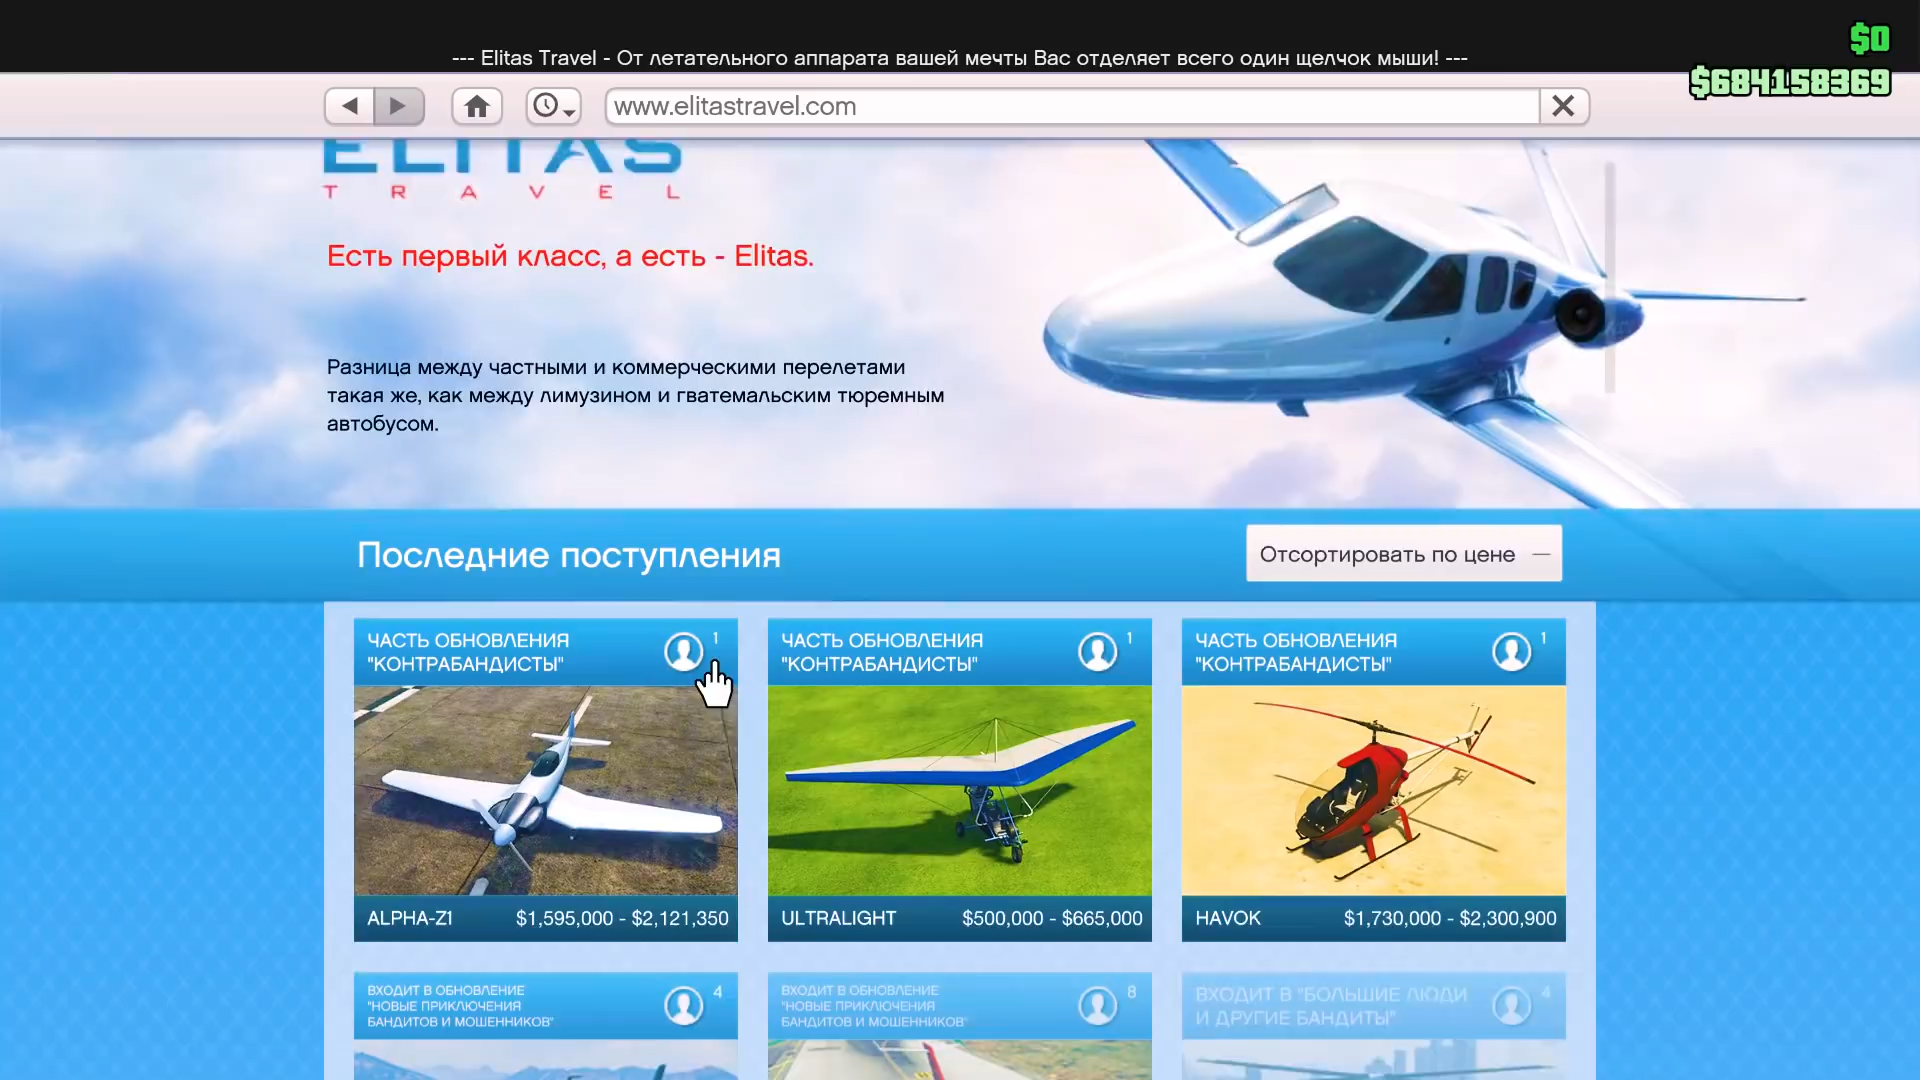 $0
--- Elitas Travel - От летательного аппарата вашей мечты Вас отделяет всего один щелчок мыши! ---
$684158369
www.elitastravel.com
ELITAS
TRAVEL
Есть первый класс, а есть - Elitas.
Разница между частными и коммерческими перелетами
такая же, как между лимузином и гватемальским тюремным
автобусом.
Последние поступления
Отсортировать по цене
ЧАСТЬ ОБНОВЛЕНИЯ
"КОНТРАБАНДИСТЫ"
1
ЧАСТЬ ОБНОВЛЕНИЯ
"КОНТРАБАНДИСТЫ"
1
ЧАСТЬ ОБНОВЛЕНИЯ
"КОНТРАБАНДИСТЫ"
1
ALPHA-Z1 $1,595,000 - $2,121,350
ULTRALIGHT $500,000 - $665,000
HAVOK $1,730,000 - $2,300,900
ВХОДИТ В ОБНОВЛЕНИЕ
"НОВЫЕ ПРИКЛЮЧЕНИЯ
БАНДИТОВ И МОШЕННИКОВ"
4
ВХОДИТ В ОБНОВЛЕНИЕ
"НОВЫЕ ПРИКЛЮЧЕНИЯ
БАНДИТОВ И МОШЕННИКОВ"
8
ВХОДИТ В "БОЛЬШИЕ ЛЮДИ
И ДРУГИЕ БАНДИТЫ"
4